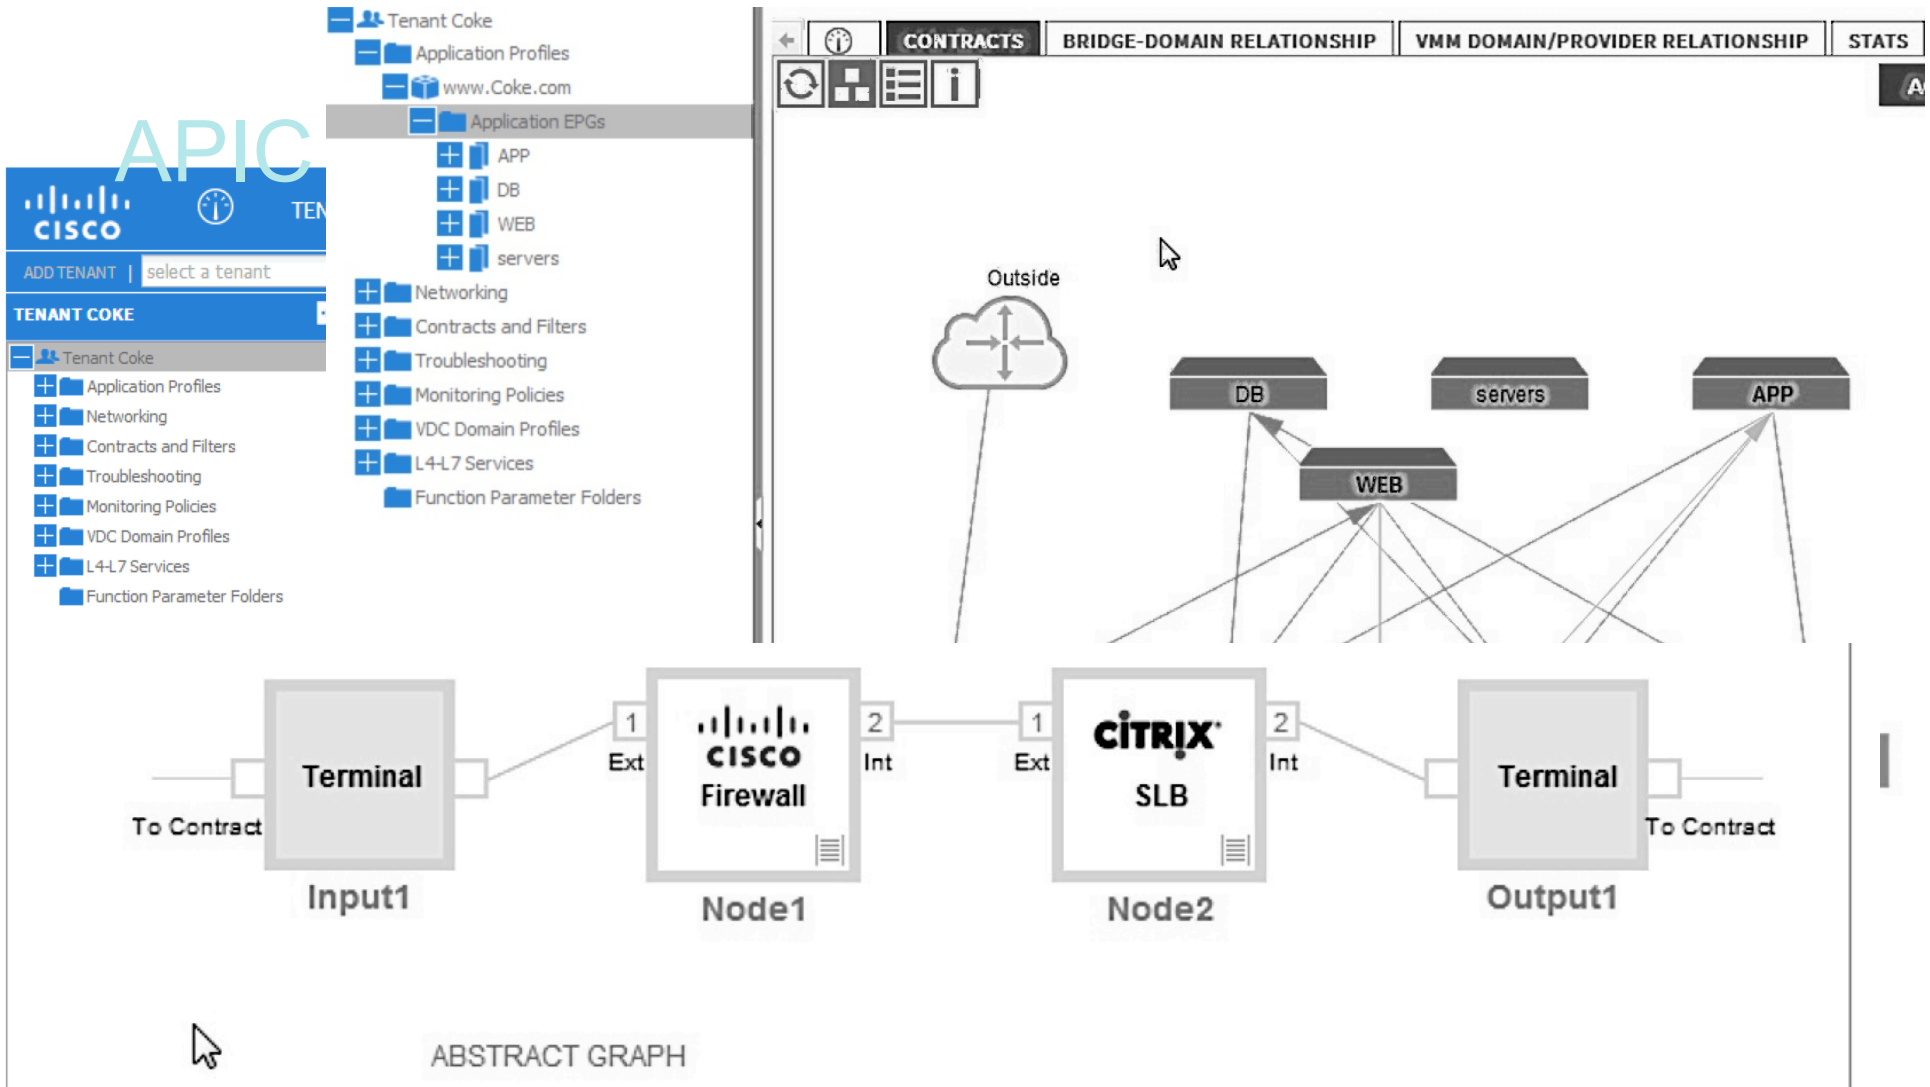 APIC
CISCO
TEN
ADD TENANT | select a tenant
TENANT COKE
Tenant Coke
Application Profiles
Networking
Contracts and Filters
Troubleshooting
Monitoring Policies
VDC Domain Profiles
L4-L7 Services
Function Parameter Folders
Tenant Coke
Application Profiles
www.Coke.com
Application EPGs
APP
DB
WEB
servers
Networking
Contracts and Filters
Troubleshooting
Monitoring Policies
VDC Domain Profiles
L4-L7 Services
Function Parameter Folders
CONTRACTS
BRIDGE-DOMAIN RELATIONSHIP
VMM DOMAIN/PROVIDER RELATIONSHIP
STATS
Outside
DB
servers
APP
WEB
To Contract
Terminal
Input1
1
Ext
CISCO
Firewall
2
Int
Node1
1
Ext
CITRIX
SLB
2
Int
Node2
Terminal
To Contract
Output1
ABSTRACT GRAPH